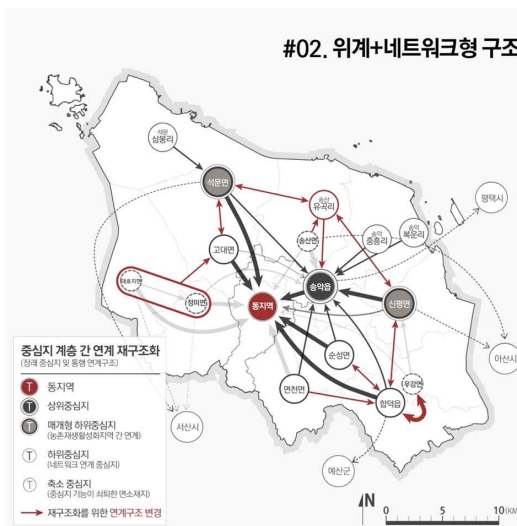 #02. 위계+네트워크형 구조
석문
삼봉리
석문면
송산
유곡리
평택시
송산면
송악
중흥리
송악
복운리
고대면
대호지면
정미면
송악읍
동지역
신평면
아산시
순성면
면천면
우강면
합덕읍
서산시
예산군
중심지 계층 간 연계 재구조화
(장래 중심지 및 통행 연계구조)
T 동지역
T 상위중심지
T 매개형 하위중심지
(농촌재생활성화지역 간 연계)
T 하위중심지
(네트워크 연계 중심지)
T 축소 중심지
(중심지 기능이 쇠퇴한 면소재지)
재구조화를 위한 연계구조 변경
N
0 5 10(KM